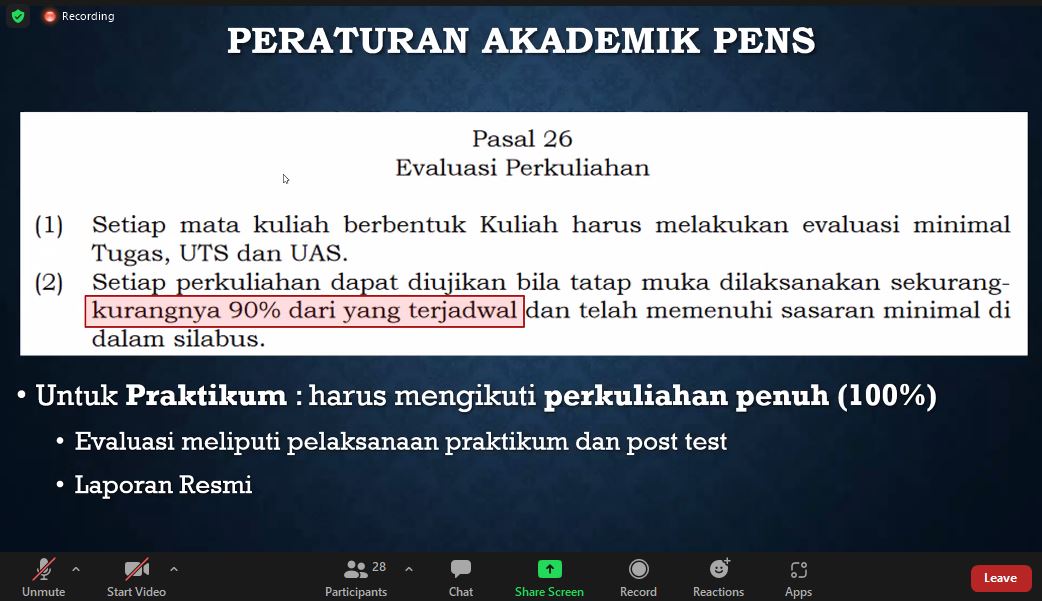 Recording
PERATURAN AKADEMIK PENS
Pasal 26
Evaluasi Perkuliahan
(1) Setiap mata kuliah berbentuk Kuliah harus melakukan evaluasi minimal
Tugas, UTS dan UAS.
(2) Setiap perkuliahan dapat diujikan bila tatap muka dilaksanakan sekurang-
kurangnya 90% dari yang terjadwal dan telah memenuhi sasaran minimal di
dalam silabus.
• Untuk Praktikum : harus mengikuti perkuliahan penuh (100%)
• Evaluasi meliputi pelaksanaan praktikum dan post test
• Laporan Resmi
28
Unmute Start Video Participants Chat Share Screen Record Reactions Apps Leave